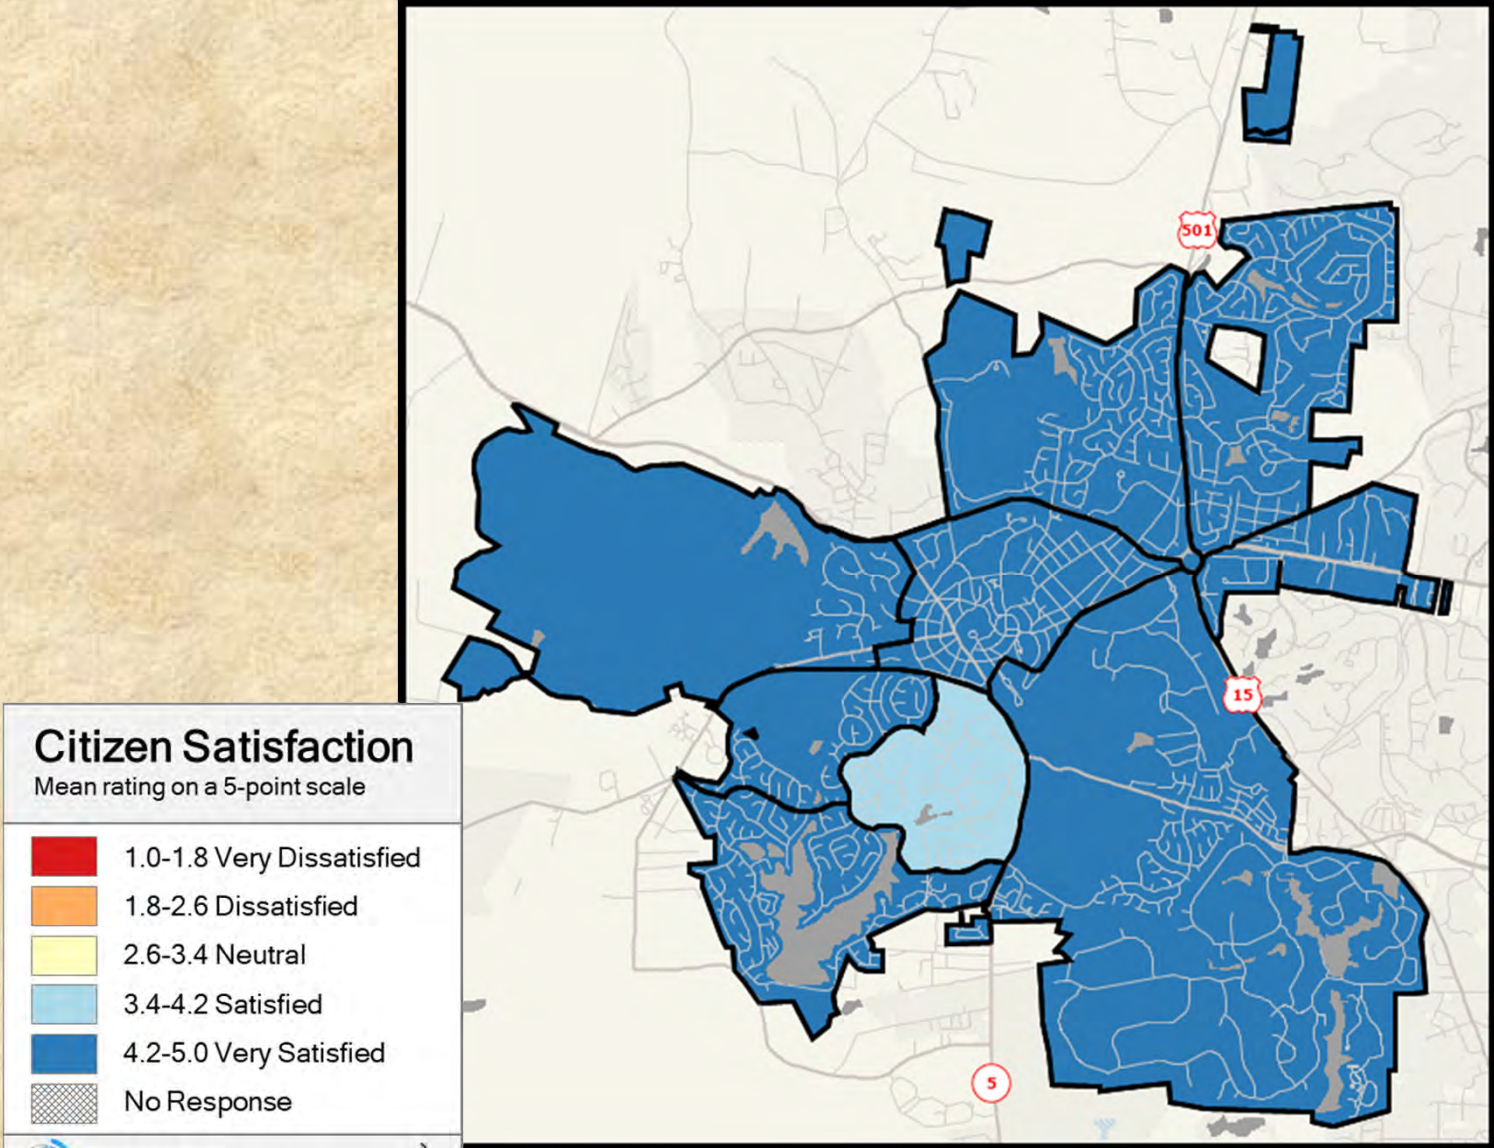 501
15
Citizen Satisfaction
Mean rating on a 5-point scale
1.0-1.8 Very Dissatisfied
1.8-2.6 Dissatisfied
2.6-3.4 Neutral
3.4-4.2 Satisfied
4.2-5.0 Very Satisfied
No Response
5